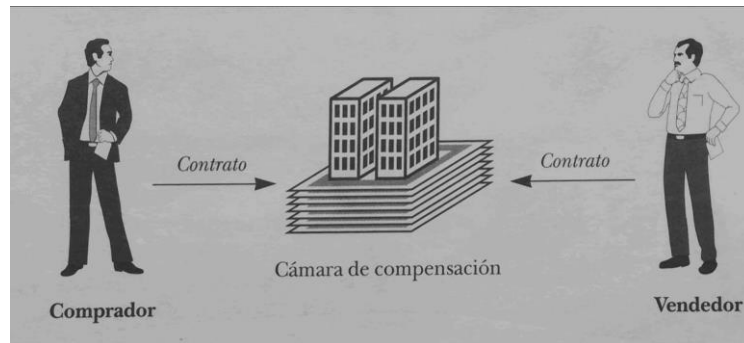 Contrato
Contrato
Cámara de compensación
Comprador
Vendedor